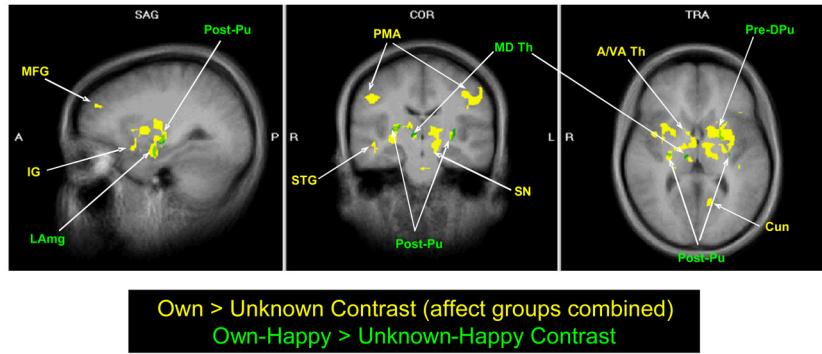 SAG
COR
TRA
Post-Pu
PMA
MD Th
Pre-DPu
A/VA Th
MFG
A
P
R
L
R
IG
STG
SN
LAmg
Post-Pu
Cun
Post-Pu
Own > Unknown Contrast (affect groups combined)
Own-Happy > Unknown-Happy Contrast